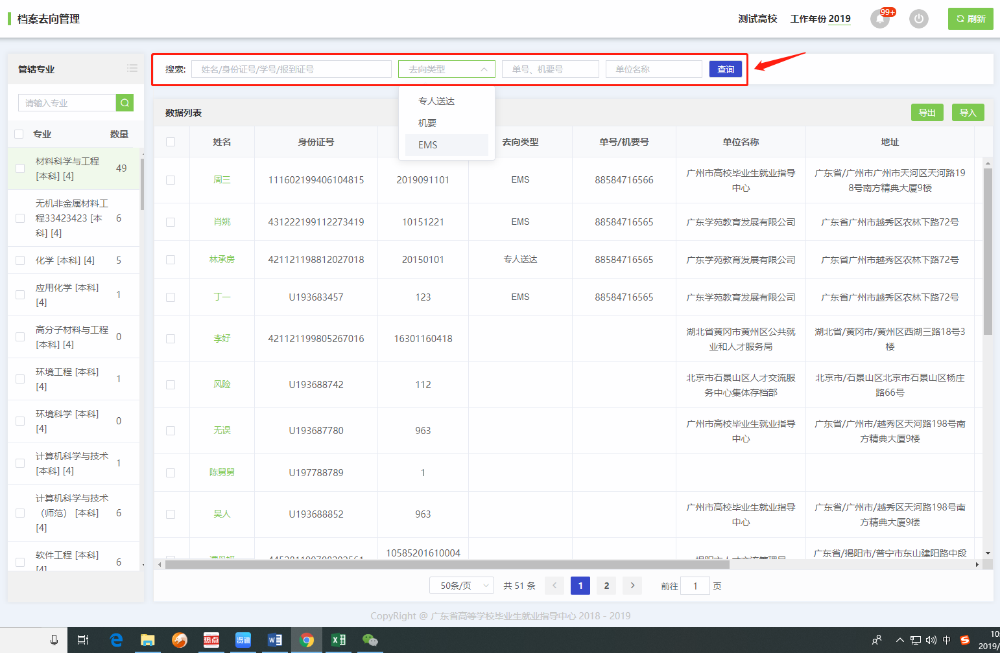 档案去向管理
测试高校
工作年份 2019
99+
刷新
管辖专业
请输入专业
专业
数量
材料科学与工程
[本科] [4]
49
无机非金属材料工
程33423423 [本
科] [4]
6
化学 [本科] [4]
5
应用化学 [本科]
[4]
1
高分子材料与工程
[本科] [4]
0
环境工程 [本科]
[4]
1
环境科学 [本科]
[4]
0
计算机科学与技术
[本科] [4]
1
计算机科学与技术
（师范） [本科]
[4]
6
软件工程 [本科]
[4]
6
搜索:
姓名/身份证号/学号/报到证号
去向类型
单号、机要号
单位名称
查询
专人送达
机要
EMS
数据列表
导出
导入
姓名
身份证号
去向类型
单号/机要号
单位名称
地址
周三
111602199406104815
2019091101
EMS
88584716566
广州市高校毕业生就业指导
中心
广东省/广州市广州市天河区天河路19
8号南方精典大厦9楼
肖姚
431222199112273419
10151221
EMS
88584716565
广东学苑教育发展有限公司
广东省广州市越秀区农林下路72号
林承房
421121198812027018
20150101
专人送达
88584716565
广东学苑教育发展有限公司
广东省广州市越秀区农林下路72号
丁一
U193683457
123
EMS
88584716565
广东学苑教育发展有限公司
广东省广州市越秀区农林下路72号
李好
421121199805267016
16301160418
湖北省黄冈市黄州区公共就
业和人才服务局
湖北省/黄冈市/黄州区西湖三路18号3
楼
风险
U193688742
112
北京市石景山区人才交流服
务中心集体存档部
北京市/石景山区北京市石景山区杨庄
路66号
无误
U193687780
963
广州市高校毕业生就业指导
中心
广东省/广州市/越秀区天河路198号南
方精典大厦9楼
陈舅舅
U197788789
1
吴人
U193688852
963
广州市高校毕业生就业指导
中心
广东省/广州市/越秀区天河路198号南
方精典大厦9楼
10585201610004
揭阳市人才交流管理局
广东省/揭阳市/普宁市东山建阳路中段
50条/页
共 51 条
1
2
前往
1
页
CopyRight @ 广东省高等学校毕业生就业指导中心 2018 - 2019
热点
资讯
中
10:
2019/